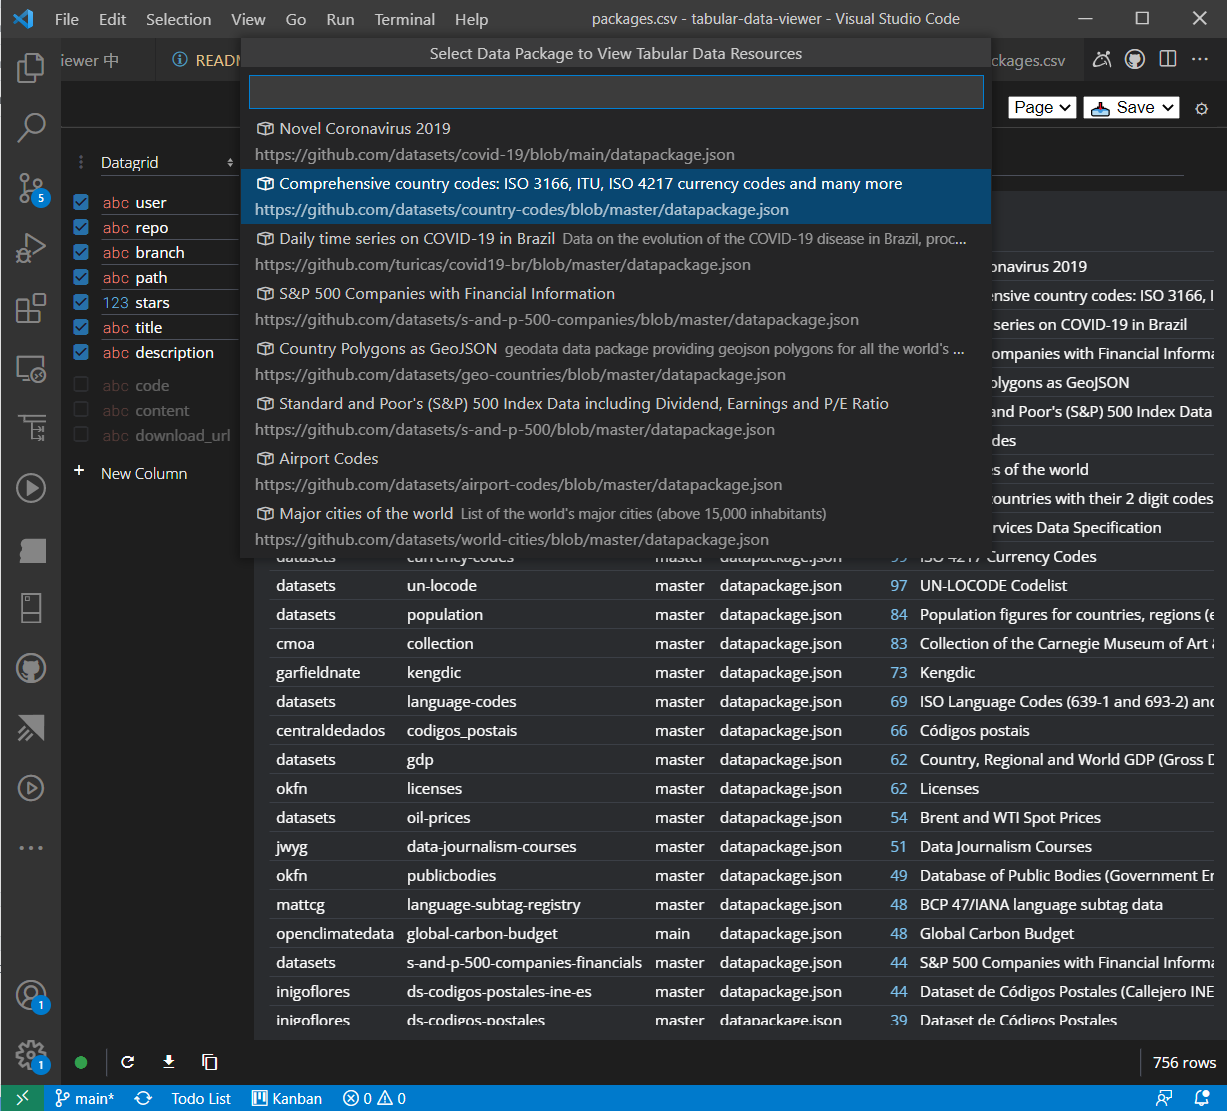 File Edit Selection View Go Run Terminal Help packages.csv - tabular-data-viewer - Visual Studio Code
iewer 中 READM ckages.csv
Select Data Package to View Tabular Data Resources
Page Save
Novel Coronavirus 2019
https://github.com/datasets/covid-19/blob/main/datapackage.json
Comprehensive country codes: ISO 3166, ITU, ISO 4217 currency codes and many more
https://github.com/datasets/country-codes/blob/master/datapackage.json
Daily time series on COVID-19 in Brazil Data on the evolution of the COVID-19 disease in Brazil, proc...
https://github.com/turicas/covid19-br/blob/master/datapackage.json
S&P 500 Companies with Financial Information
https://github.com/datasets/s-and-p-500-companies/blob/master/datapackage.json
Country Polygons as GeoJSON geodata data package providing geojson polygons for all the world's ...
https://github.com/datasets/geo-countries/blob/master/datapackage.json
Standard and Poor's (S&P) 500 Index Data including Dividend, Earnings and P/E Ratio
https://github.com/datasets/s-and-p-500/blob/master/datapackage.json
Airport Codes
https://github.com/datasets/airport-codes/blob/master/datapackage.json
Major cities of the world List of the world's major cities (above 15,000 inhabitants)
https://github.com/datasets/world-cities/blob/master/datapackage.json
Datagrid
abc user
abc repo
abc branch
abc path
123 stars
abc title
abc description
abc code
abc content
abc download_url
+ New Column
5
onavirus 2019
ensive country codes: ISO 3166, I
series on COVID-19 in Brazil
ompanies with Financial Informa
olygons as GeoJSON
and Poor's (S&P) 500 Index Data
des
s of the world
ountries with their 2 digit codes
rvices Data Specification
datasets currency-codes master datapackage.json 99 ISO 4217 Currency Codes
datasets un-locode master datapackage.json 97 UN-LOCODE Codelist
datasets population master datapackage.json 84 Population figures for countries, regions (e
cmoa collection master datapackage.json 83 Collection of the Carnegie Museum of Art &
garfieldnate kengdic master datapackage.json 73 Kengdic
datasets language-codes master datapackage.json 69 ISO Language Codes (639-1 and 693-2) and
centraldedados codigos_postais master datapackage.json 66 Códigos postais
datasets gdp master datapackage.json 62 Country, Regional and World GDP (Gross D
okfn licenses master datapackage.json 62 Licenses
datasets oil-prices master datapackage.json 54 Brent and WTI Spot Prices
jwyg data-journalism-courses master datapackage.json 51 Data Journalism Courses
okfn publicbodies master datapackage.json 49 Database of Public Bodies (Government Er
mattcg language-subtag-registry master datapackage.json 48 BCP 47/IANA language subtag data
openclimatedata global-carbon-budget main datapackage.json 48 Global Carbon Budget
datasets s-and-p-500-companies-financials master datapackage.json 44 S&P 500 Companies with Financial Informa
inigoflores ds-codigos-postales-ine-es master datapackage.json 44 Dataset de Códigos Postales (Callejero INE
inigoflores ds-codigos-postales master datapackage.json 39 Dataset de Códigos Postales
1
1
756 rows
main* Todo List Kanban 0 0